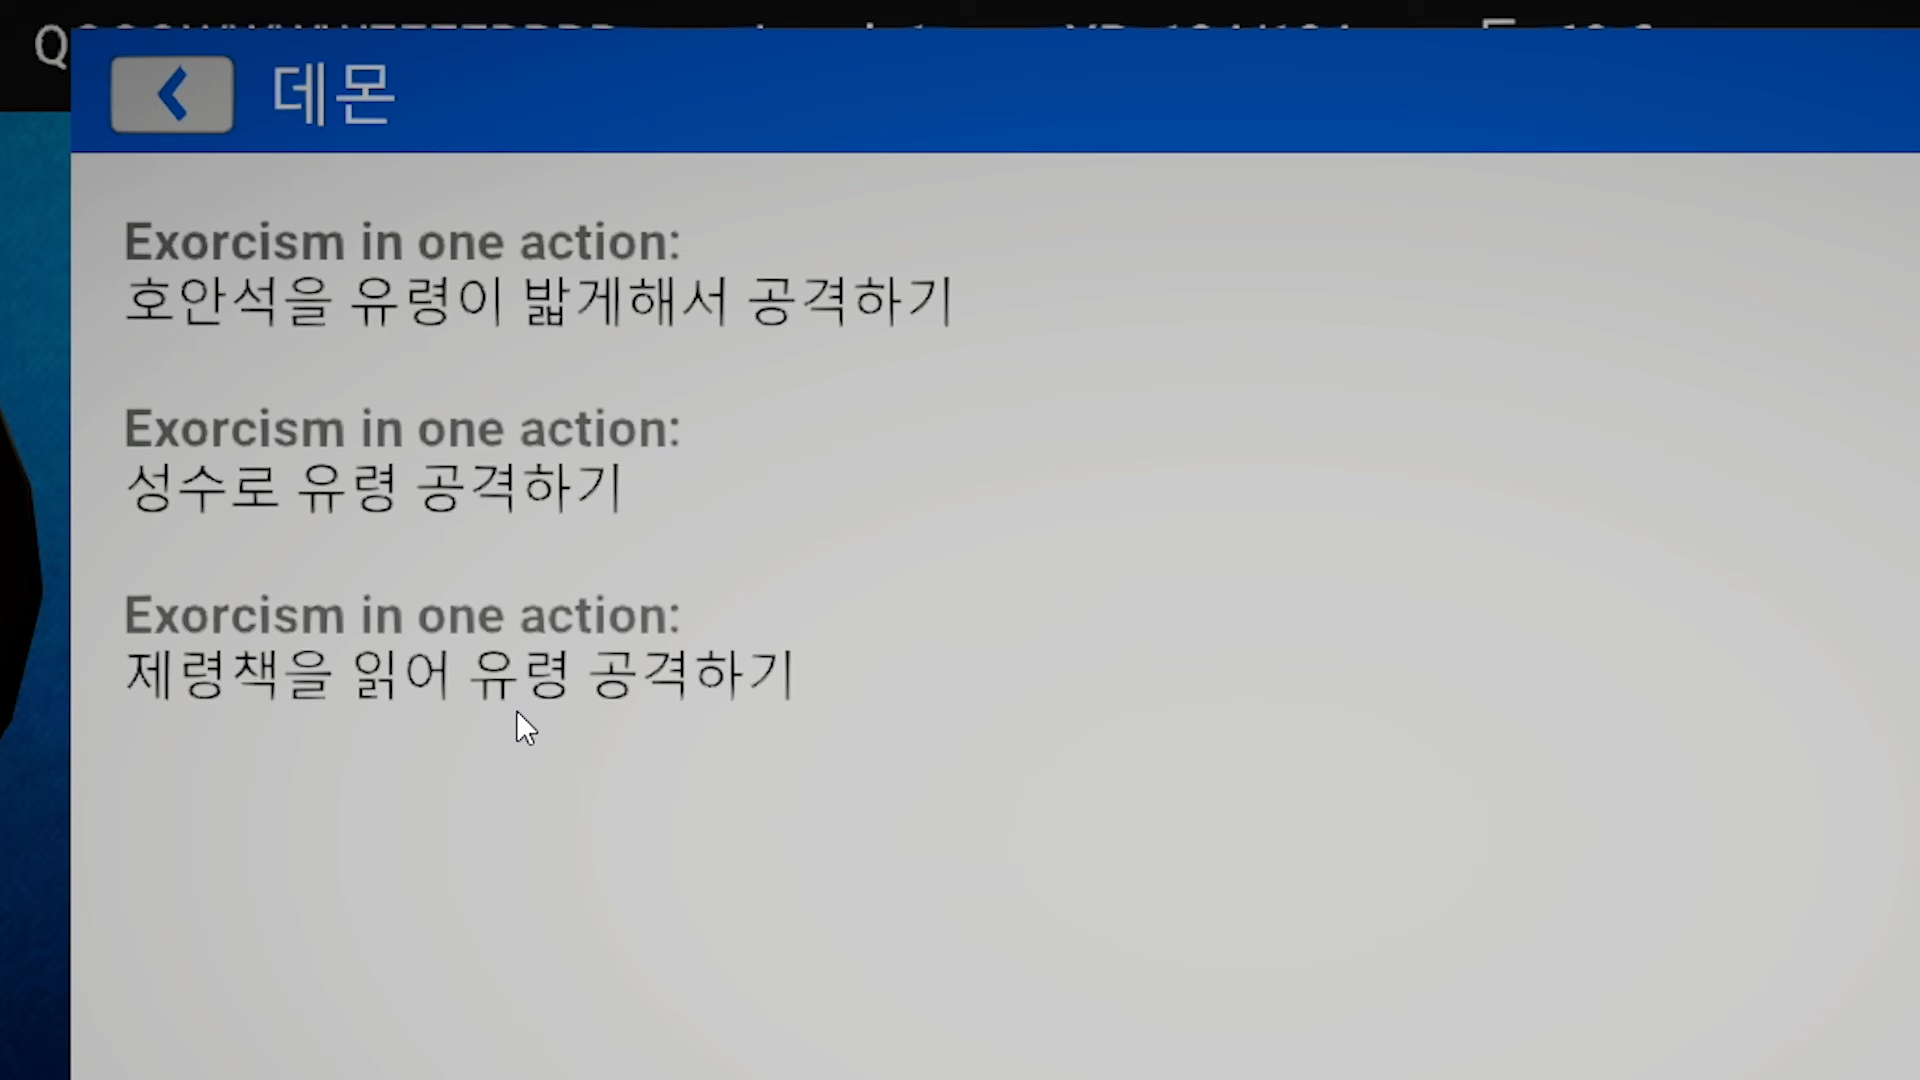 데몬
Exorcism in one action:
호안석을 유령이 밟게해서 공격하기
Exorcism in one action:
성수로 유령 공격하기
Exorcism in one action:
제령책을 읽어 유령 공격하기